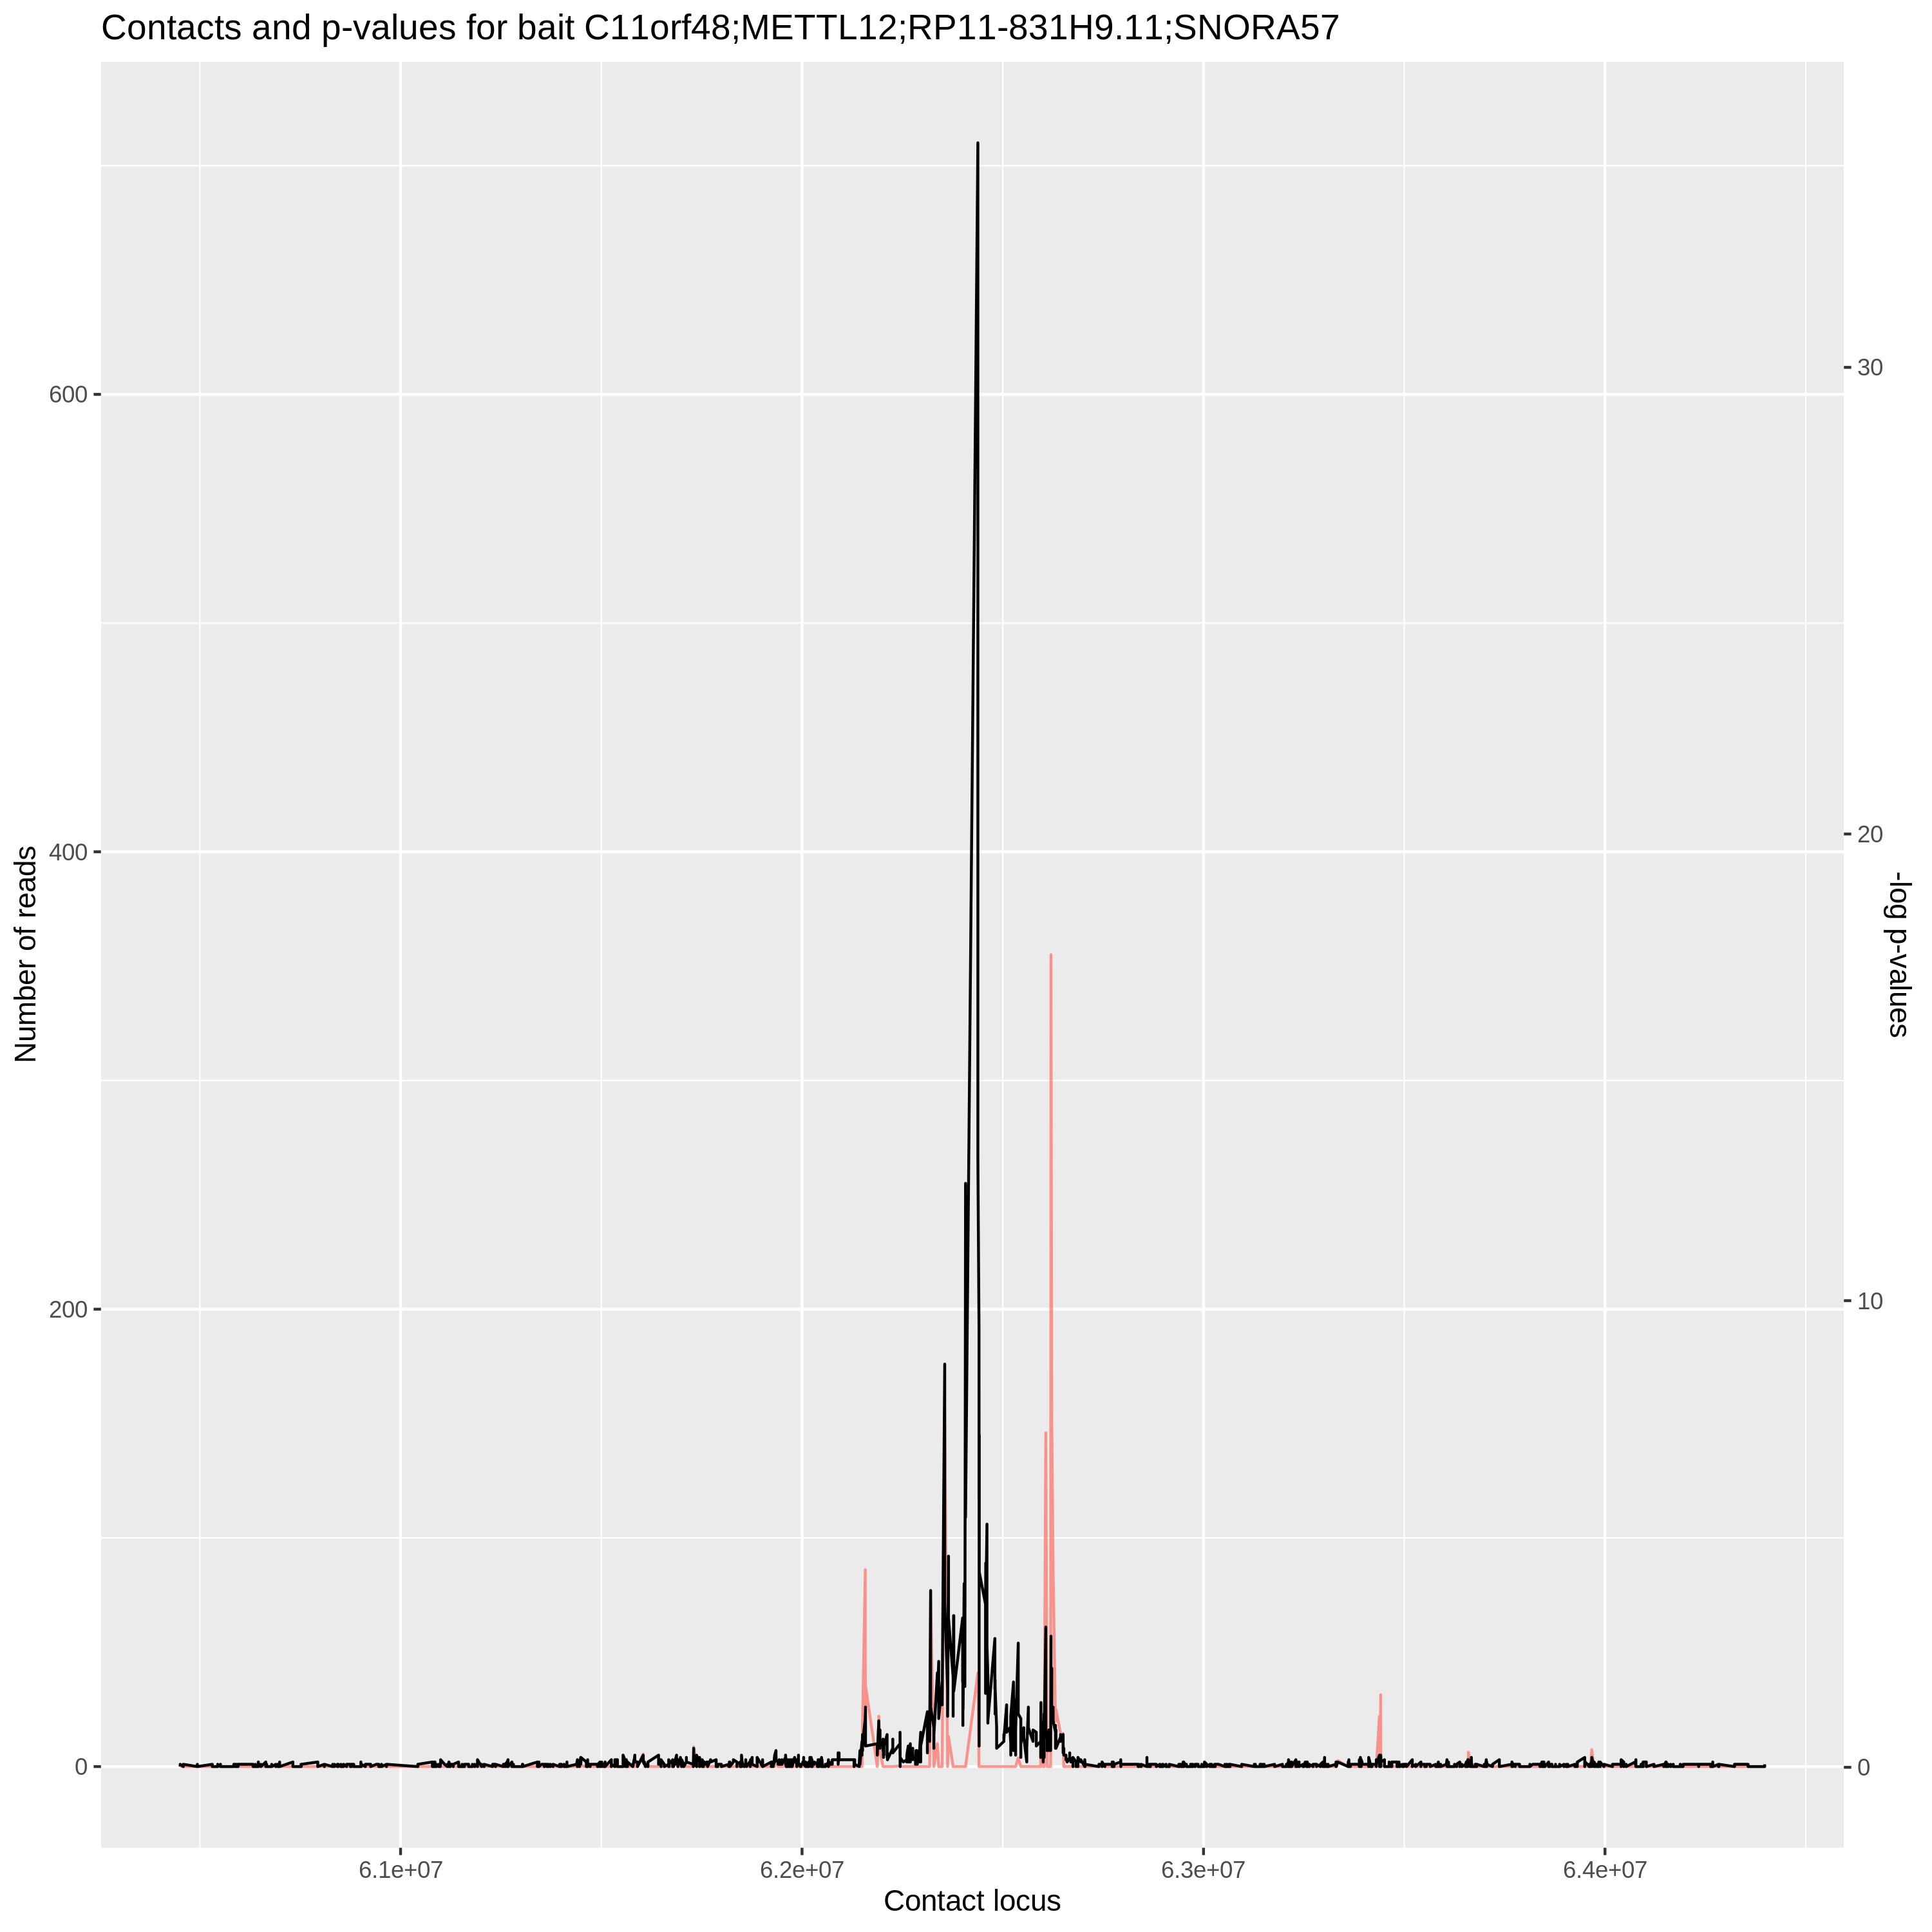 Contacts and p-values for bait C11orf48;METTL12;RP11-831H9.11;SNORA57
Number of reads
600
400
200
0
30
20
10
0
-log p-values
6.1e+07
6.2e+07
6.3e+07
6.4e+07
Contact locus